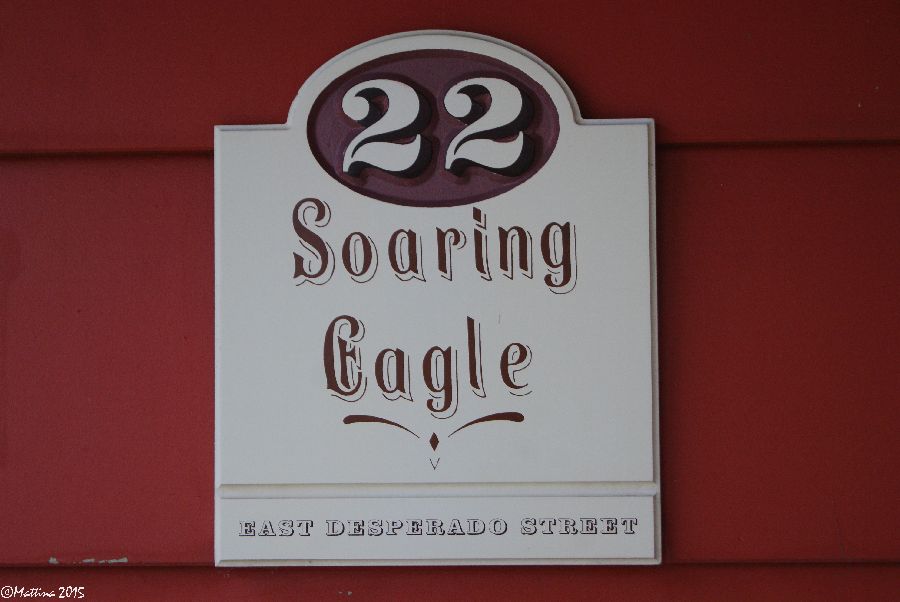 22
Soaring
Eagle
EAST DESPERADO STREET
©Mattina 2015